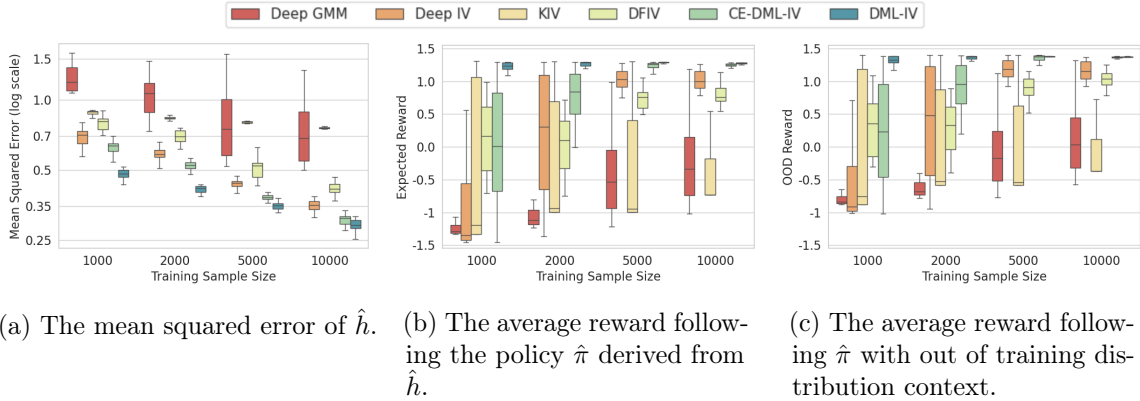 Deep GMM Deep IV KIV DFIV CE-DML-IV DML-IV
Mean Squared Error (log scale)
1.5
1.0
0.7
0.5
0.35
0.25
1000 2000 5000 10000
Training Sample Size
Expected Reward
1.5
1.0
0.5
0.0
-0.5
-1
-1.5
1000 2000 5000 10000
Training Sample Size
OOD Reward
1.5
1.0
0.5
0.0
-0.5
-1
-1.5
1000 2000 5000 10000
Training Sample Size
(a) The mean squared error of ĥ.
(b) The average reward follow-
ing the policy π̂ derived from
ĥ.
(c) The average reward follow-
ing π̂ with out of training dis-
tribution context.